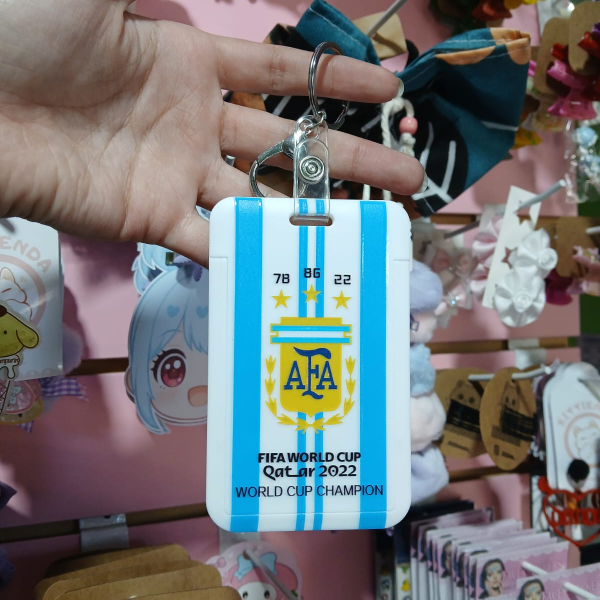 78 86 22
AFA
FIFA WORLD CUP
Qatar 2022
WORLD CUP CHAMPION